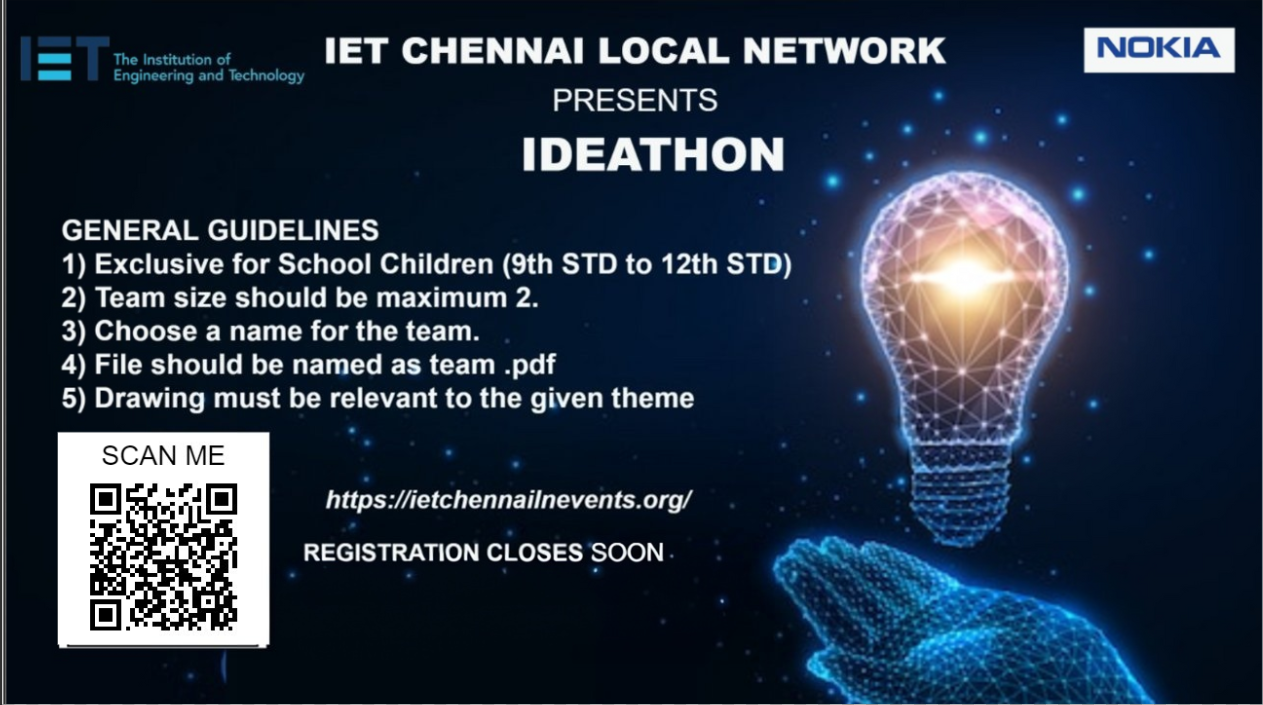 IET
The Institution of
Engineering and Technology
IET CHENNAI LOCAL NETWORK
NOKIA
PRESENTS
IDEATHON
GENERAL GUIDELINES
1) Exclusive for School Children (9th STD to 12th STD)
2) Team size should be maximum 2.
3) Choose a name for the team.
4) File should be named as team .pdf
5) Drawing must be relevant to the given theme
SCAN ME
https://ietchennailnevents.org/
REGISTRATION CLOSES SOON